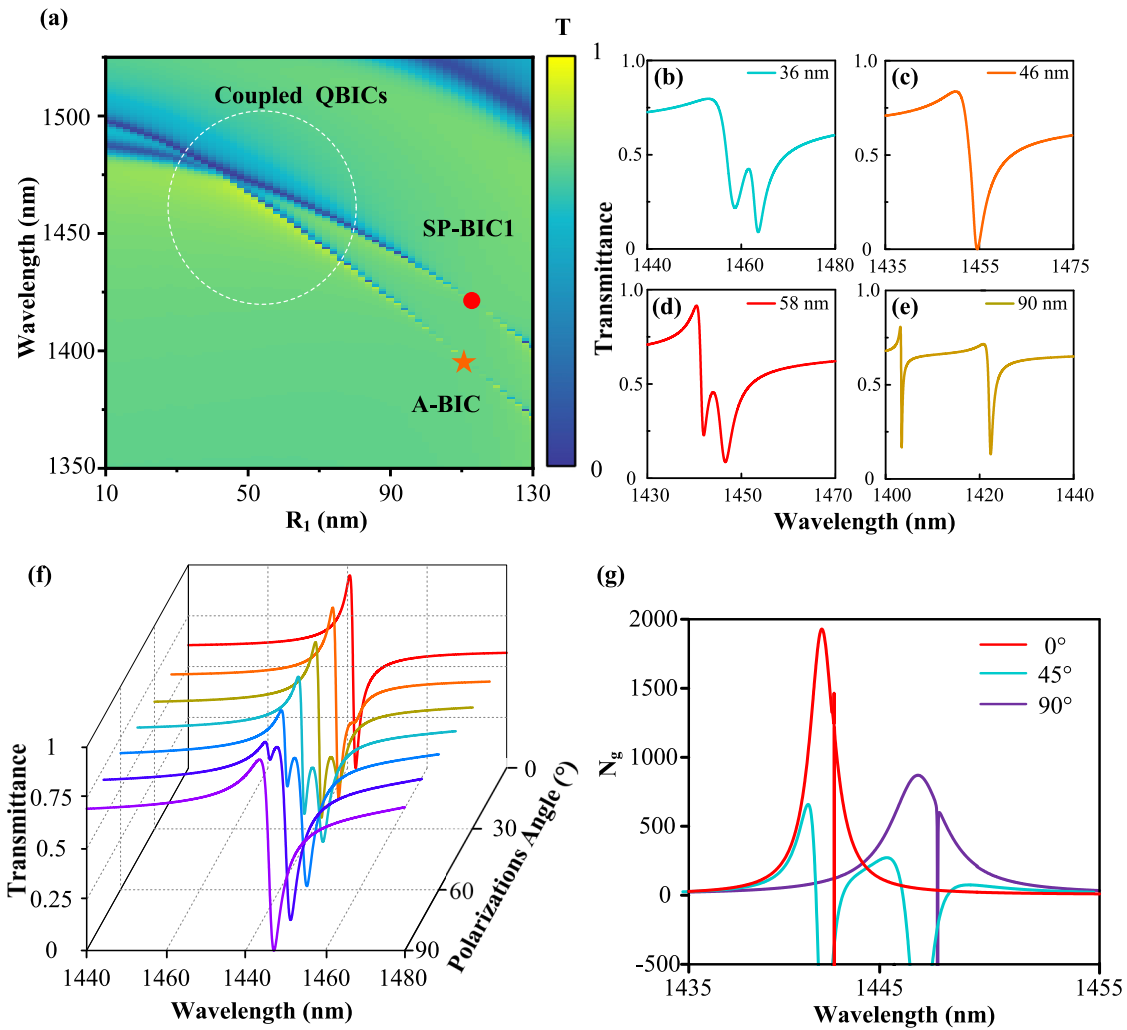 (a)
T
1
Coupled QBICs
SP-BIC1
A-BIC
0
1500
1450
1400
1350
Wavelength (nm)
10
50
90
130
R1 (nm)
(b)
36 nm
1.0
0.5
0
1440
1460
1480
(c)
46 nm
1.0
0.5
0
1435
1455
1475
(d)
58 nm
1.0
0.5
0
1430
1450
1470
(e)
90 nm
1.0
0.5
0
1400
1420
1440
Transmittance
Wavelength (nm)
(f)
1
0.75
0.5
0.25
0
Transmittance
1440
1460
1440
1460
1480
Wavelength (nm)
0
30
60
90
Polarizations Angle (°)
(g)
2000
1500
1000
500
0
-500
Ng
0°
45°
90°
1435
1445
1455
Wavelength (nm)